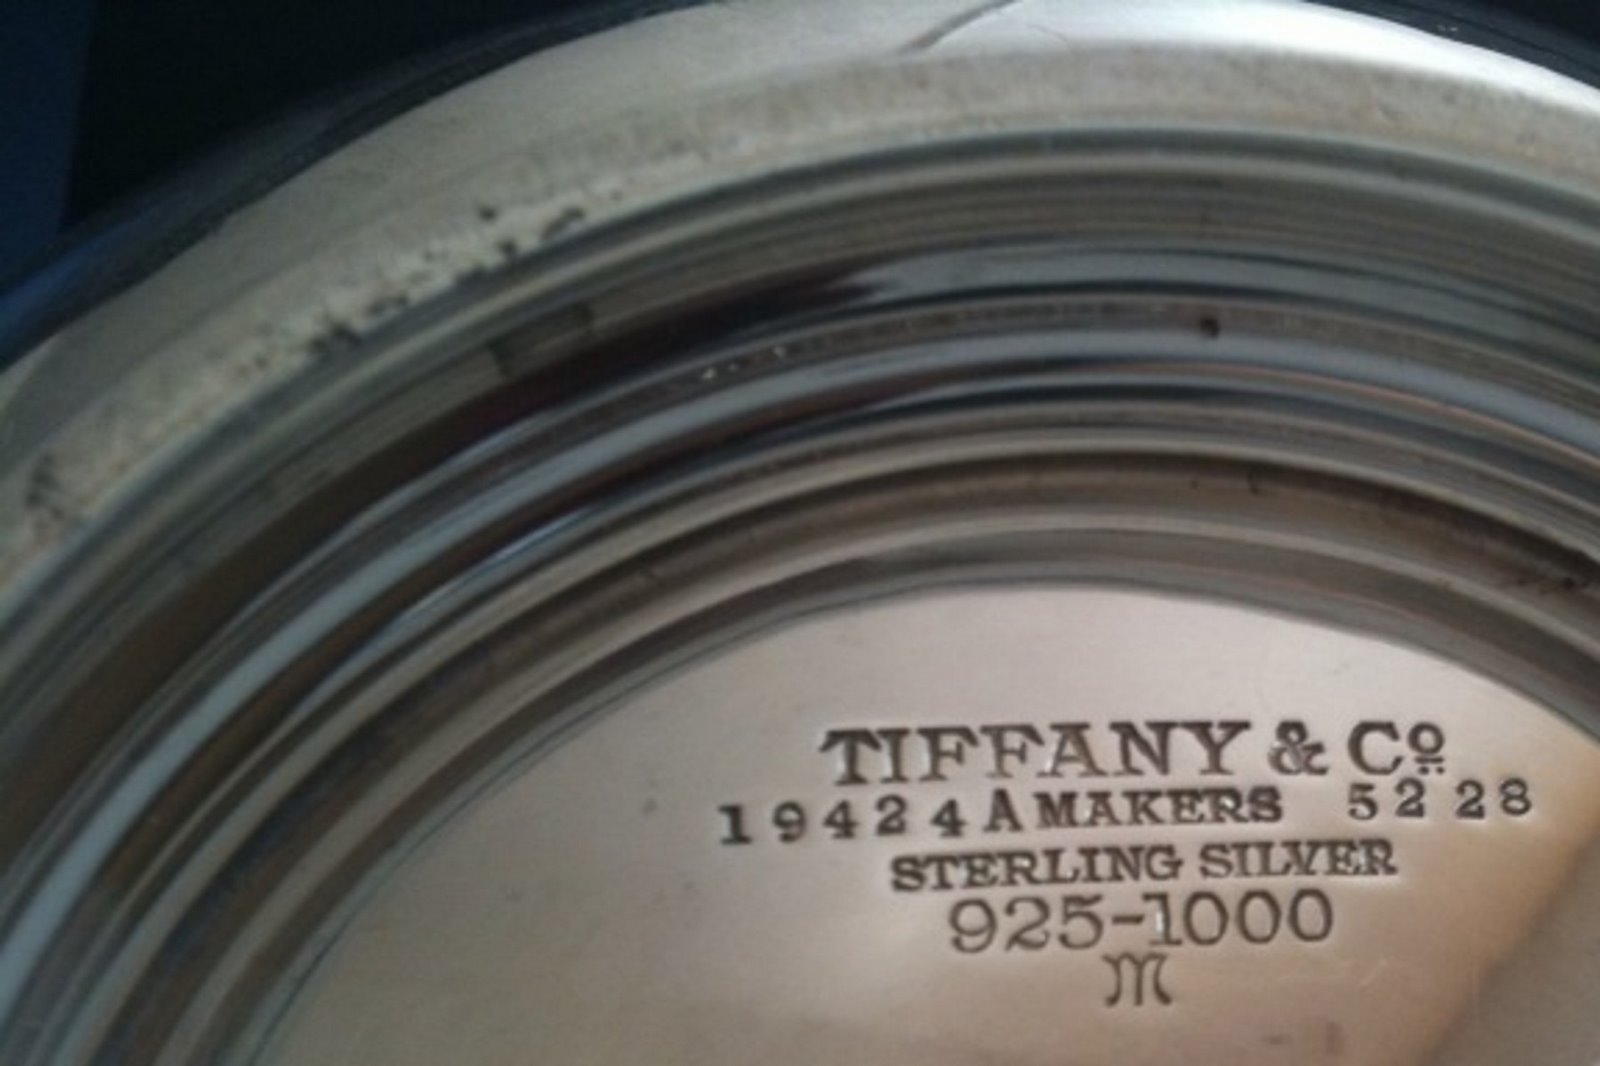 TIFFANY & Cº
19424A MAKERS 5228
STERLING SILVER
925-1000
M